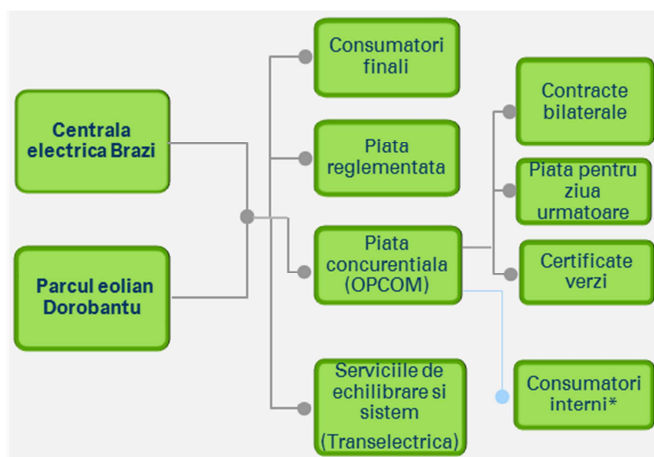 Centrala
electrica Brazi
Parcul eolian
Dorobantu
Consumatori
finali
Piata
reglementata
Piata
concurentiala
(OPCOM)
Serviciile de
echilibrare si
sistem
(Transelectrica)
Contracte
bilaterale
Piata pentru
ziua
urmatoare
Certificate
verzi
Consumatori
interni*